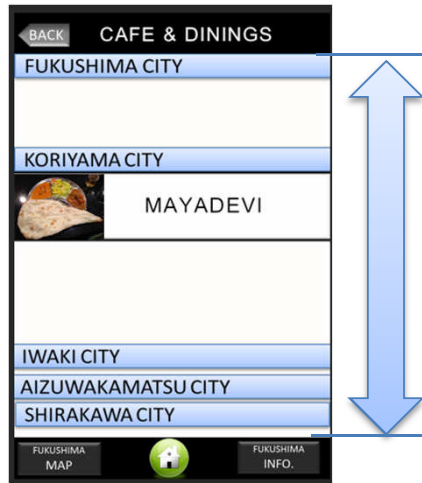 BACK
CAFE & DININGS
FUKUSHIMA CITY
KORIYAMA CITY
MAYADEVI
IWAKI CITY
AIZUWAKAMATSU CITY
SHIRAKAWA CITY
FUKUSHIMA
MAP
FUKUSHIMA
INFO.